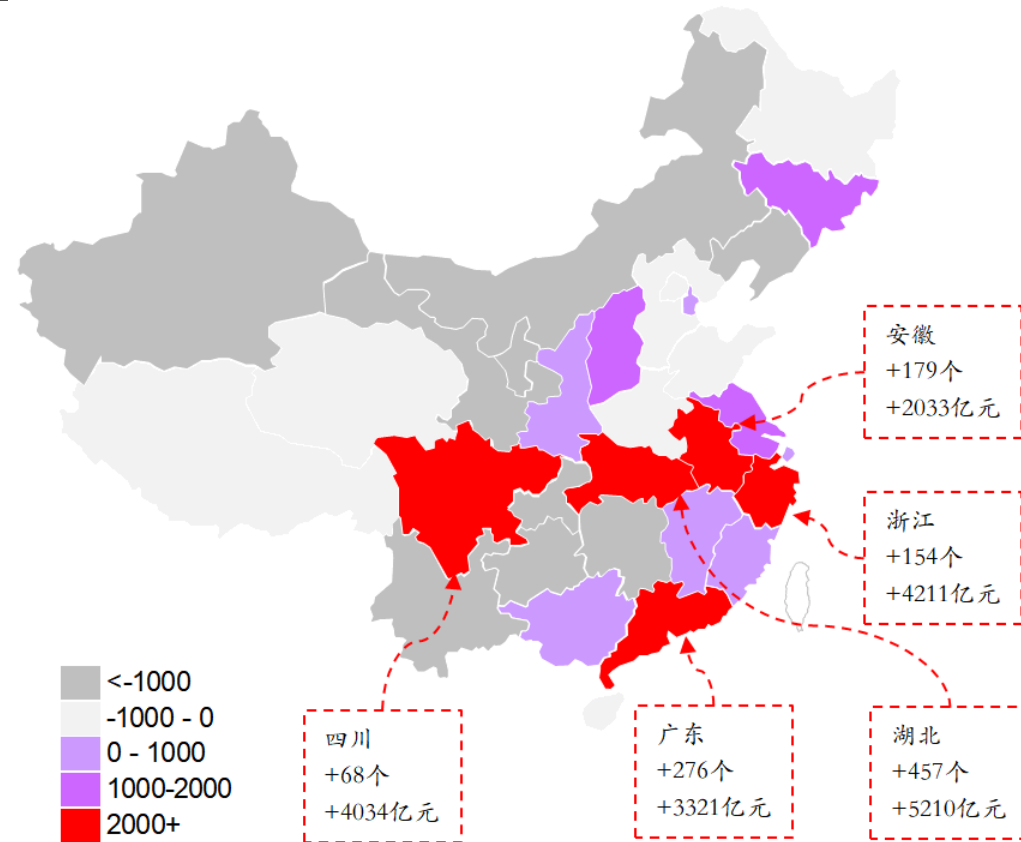 安徽
+179个
+2033亿元
浙江
+154个
+4211亿元
<-1000
-1000 - 0
0 - 1000
1000-2000
2000+
四川
+68个
+4034亿元
广东
+276个
+3321亿元
湖北
+457个
+5210亿元